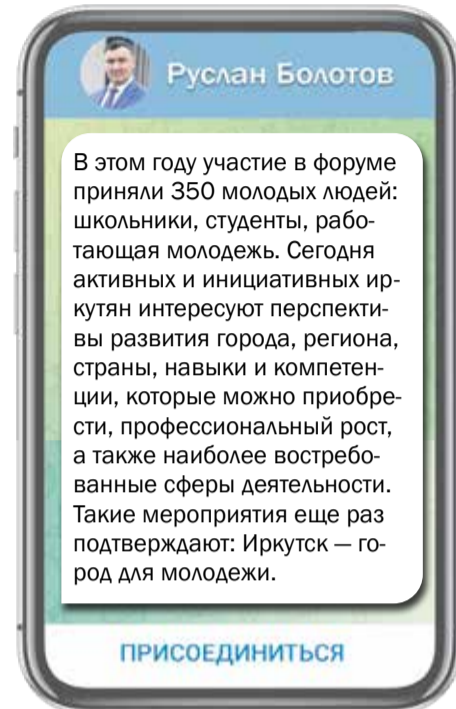 Руслан Болотов
В этом году участие в форуме
приняли 350 молодых людей:
школьники, студенты, рабо-
тающая молодежь. Сегодня
активных и инициативных ир-
кутян интересуют перспекти-
вы развития города, региона,
страны, навыки и компетен-
ции, которые можно приобре-
сти, профессиональный рост,
а также наиболее востребо-
ванные сферы деятельности.
Такие мероприятия еще раз
подтверждают: Иркутск — го-
род для молодежи.
ПРИСОЕДИНИТЬСЯ